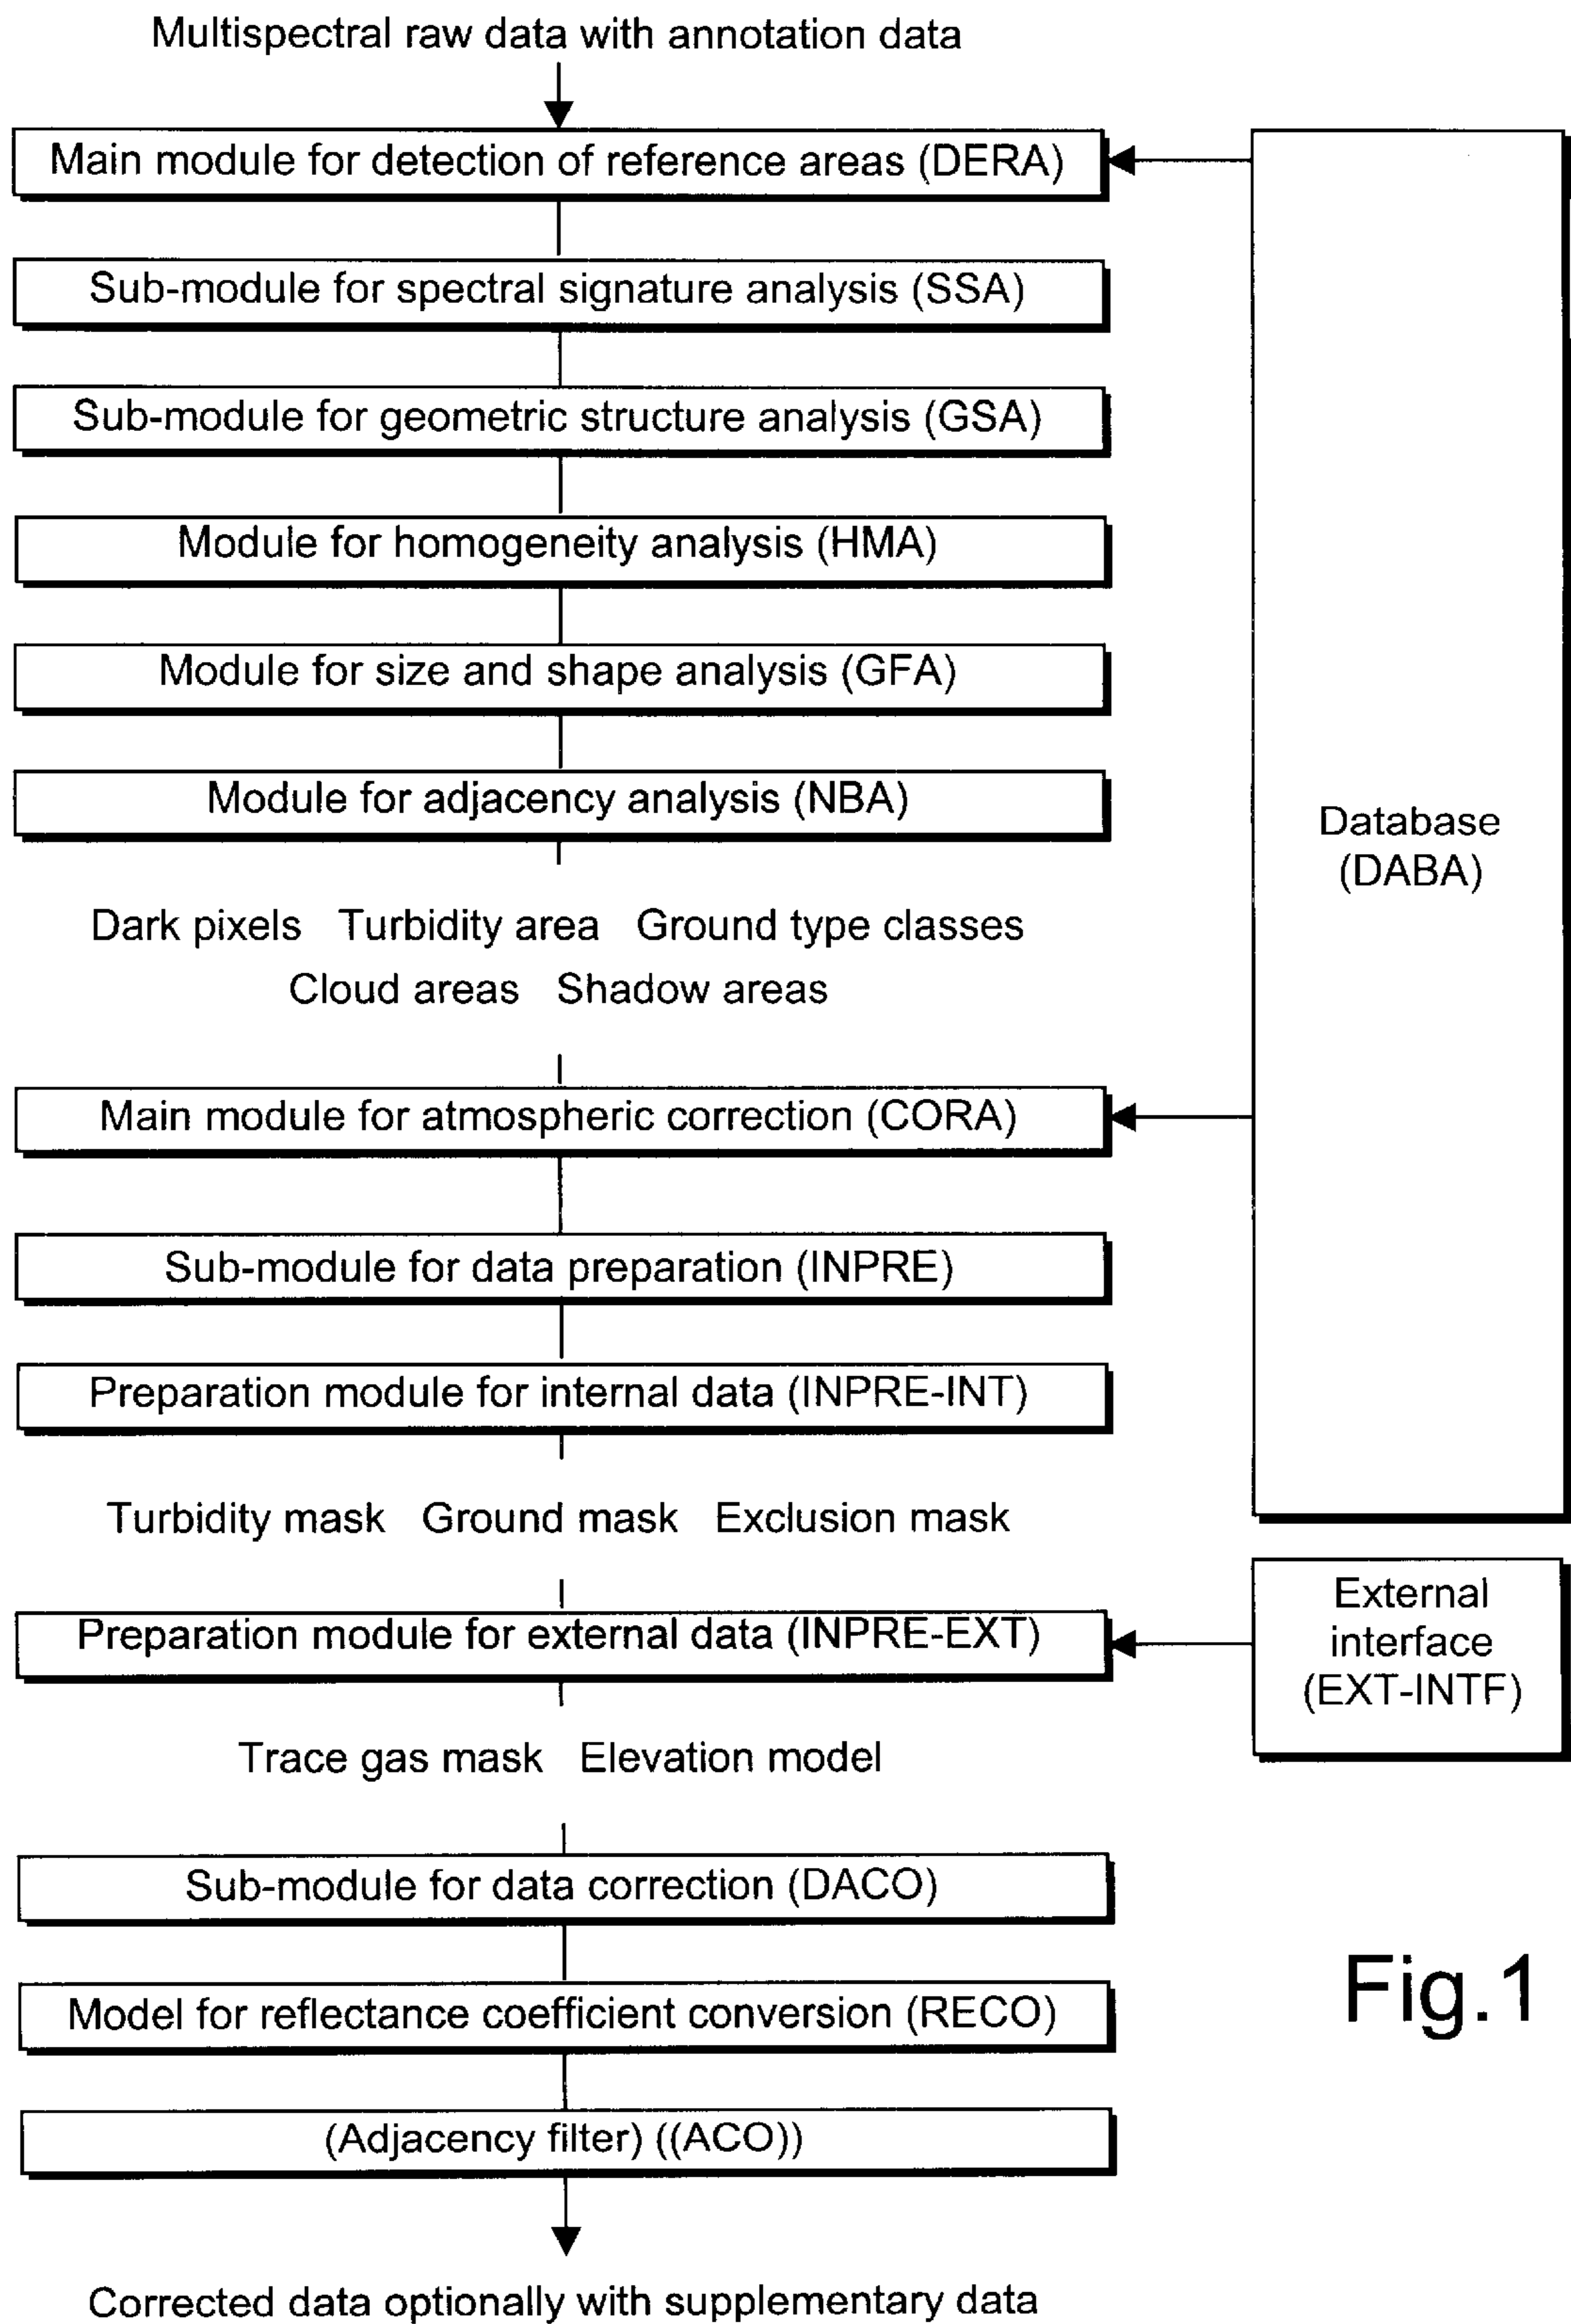 Multispectral raw data with annotation data
Main module for detection of reference areas (DERA)
Sub-module for spectral signature analysis (SSA)
Sub-module for geometric structure analysis (GSA)
Module for homogeneity analysis (HMA)
Module for size and shape analysis (GFA)
Module for adjacency analysis (NBA)
Database
(DABA)
Dark pixels Turbidity area Ground type classes
Cloud areas Shadow areas
Main module for atmospheric correction (CORA)
Sub-module for data preparation (INPRE)
Preparation module for internal data (INPRE-INT)
Turbidity mask Ground mask Exclusion mask
Preparation module for external data (INPRE-EXT)
External
interface
(EXT-INTF)
Trace gas mask Elevation model
Sub-module for data correction (DACO)
Model for reflectance coefficient conversion (RECO)
(Adjacency filter) ((ACO))
Corrected data optionally with supplementary data
Fig.1